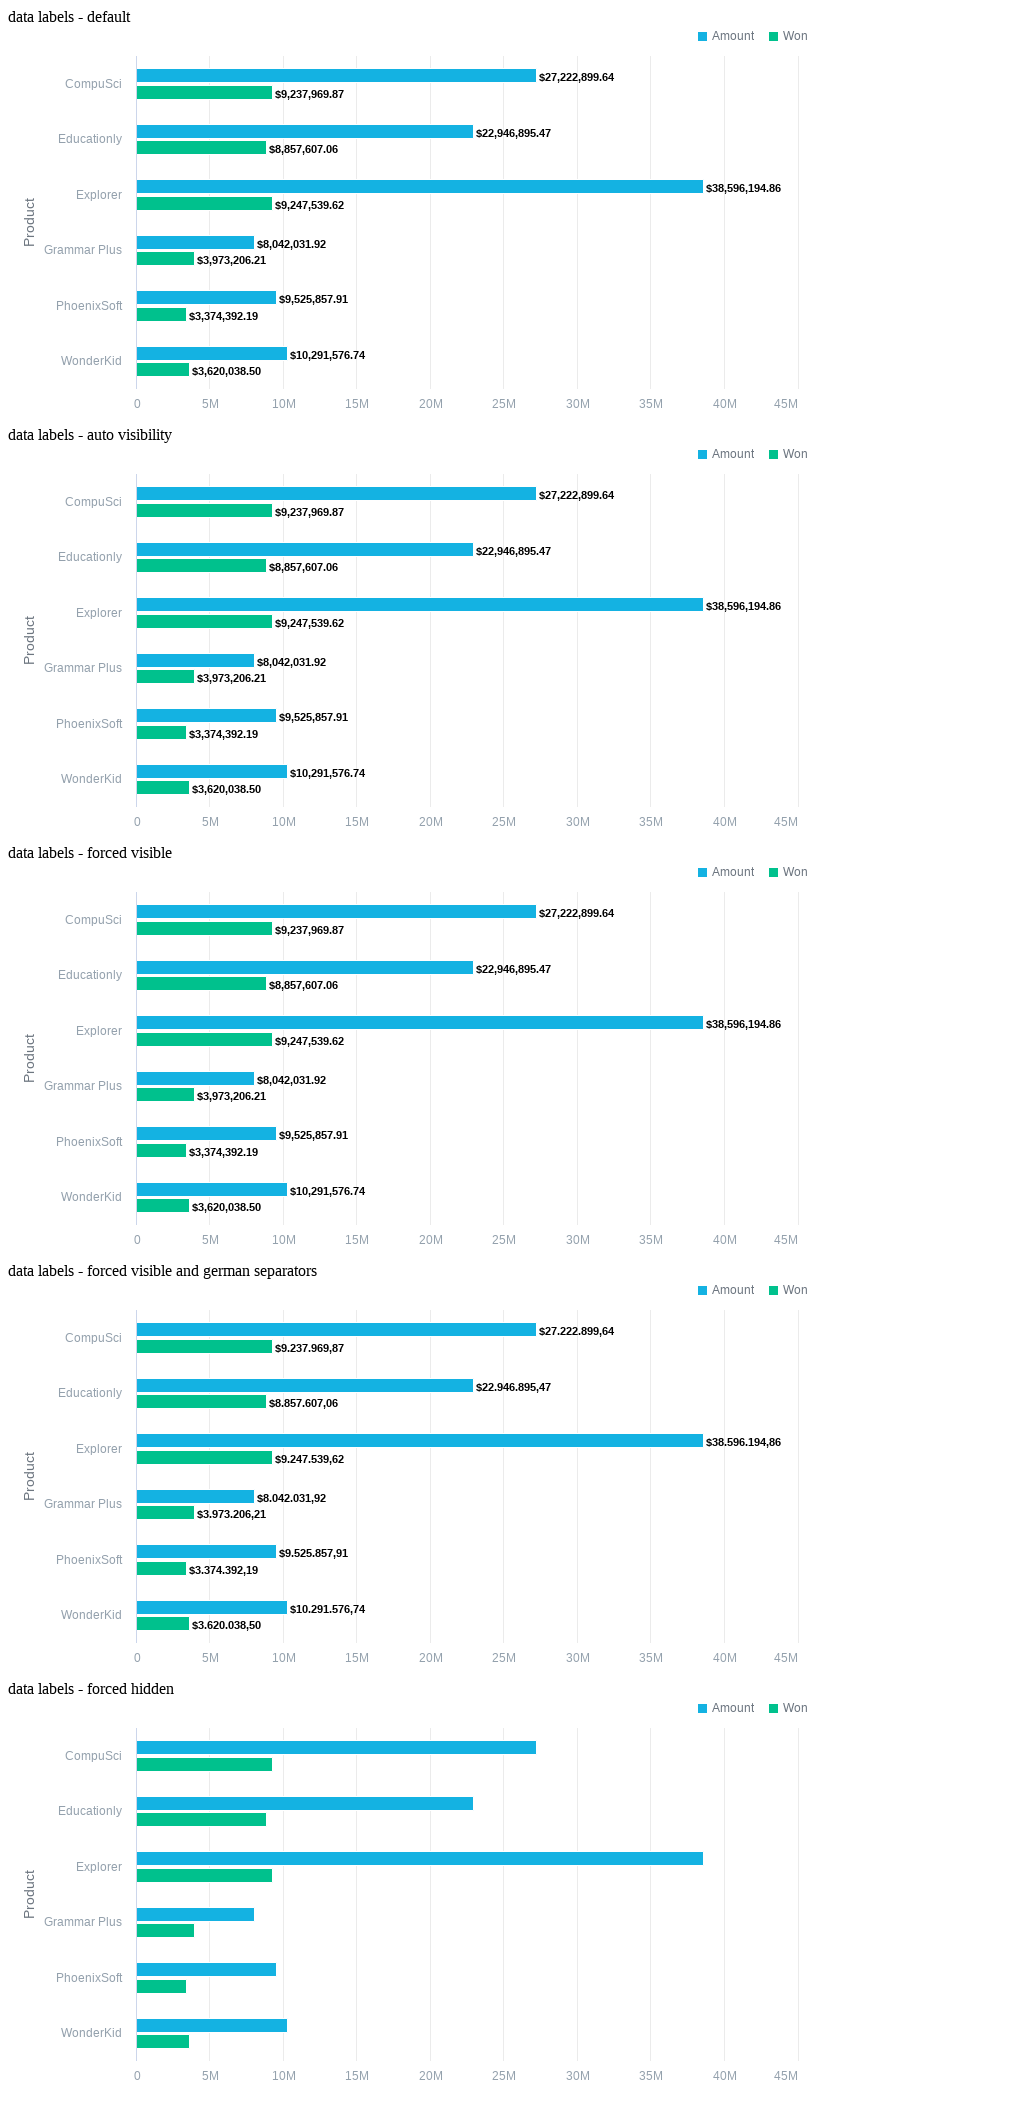 data labels - default
Amount Won
CompuSci
$27,222,899.64
$9,237,969.87
Educationly
$22,946,895.47
$8,857,607.06
Explorer
$38,596,194.86
$9,247,539.62
Product
Grammar Plus
$8,042,031.92
$3,973,206.21
PhoenixSoft
$9,525,857.91
$3,374,392.19
WonderKid
$10,291,576.74
$3,620,038.50
0 5M 10M 15M 20M 25M 30M 35M 40M 45M
data labels - auto visibility
Amount Won
CompuSci
$27,222,899.64
$9,237,969.87
Educationly
$22,946,895.47
$8,857,607.06
Explorer
$38,596,194.86
$9,247,539.62
Product
Grammar Plus
$8,042,031.92
$3,973,206.21
PhoenixSoft
$9,525,857.91
$3,374,392.19
WonderKid
$10,291,576.74
$3,620,038.50
0 5M 10M 15M 20M 25M 30M 35M 40M 45M
data labels - forced visible
Amount Won
CompuSci
$27,222,899.64
$9,237,969.87
Educationly
$22,946,895.47
$8,857,607.06
Explorer
$38,596,194.86
$9,247,539.62
Product
Grammar Plus
$8,042,031.92
$3,973,206.21
PhoenixSoft
$9,525,857.91
$3,374,392.19
WonderKid
$10,291,576.74
$3,620,038.50
0 5M 10M 15M 20M 25M 30M 35M 40M 45M
data labels - forced visible and german separators
Amount Won
CompuSci
$27.222.899,64
$9.237.969,87
Educationly
$22.946.895,47
$8.857.607,06
Explorer
$38.596.194,86
$9.247.539,62
Product
Grammar Plus
$8.042.031,92
$3.973.206,21
PhoenixSoft
$9.525.857,91
$3.374.392,19
WonderKid
$10.291.576,74
$3.620.038,50
0 5M 10M 15M 20M 25M 30M 35M 40M 45M
data labels - forced hidden
Amount Won
CompuSci
Educationly
Explorer
Product
Grammar Plus
PhoenixSoft
WonderKid
0 5M 10M 15M 20M 25M 30M 35M 40M 45M